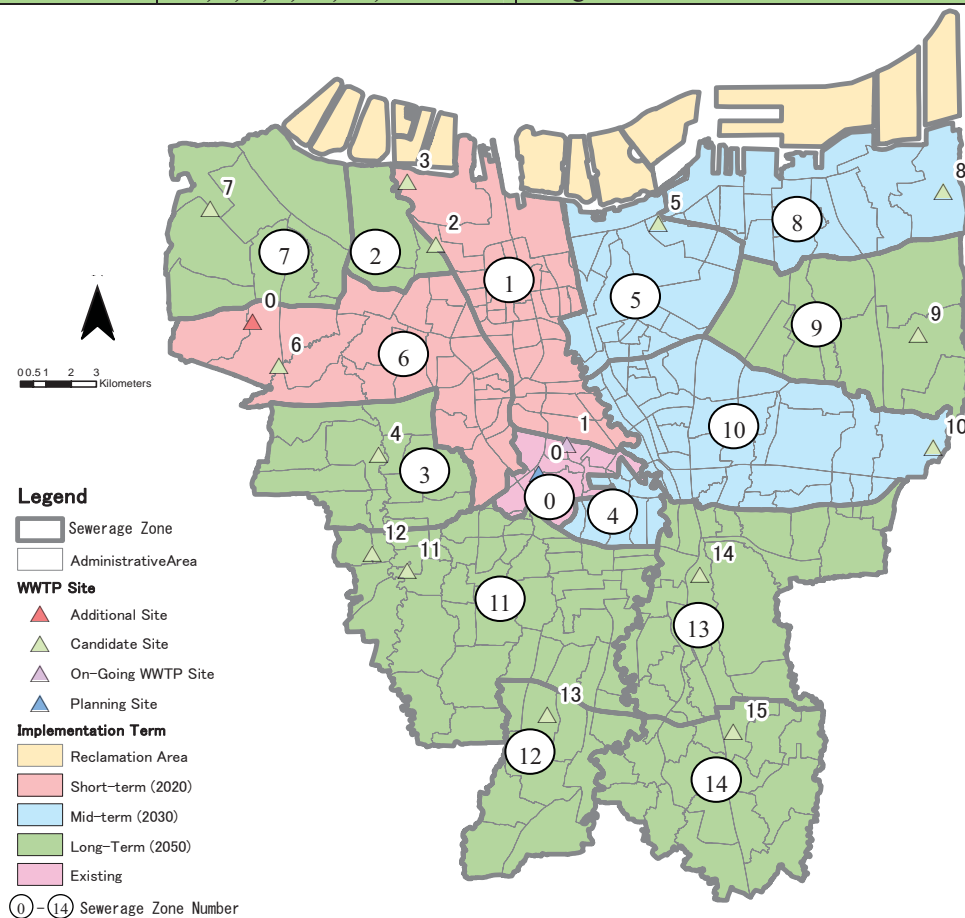 3
7
2
5
8
8
7
2
1
5
0
9
9
6
6
0 0.5 1 2 3
Kilometers
4
1
10
10
3
0
0
4
12
11
14
11
13
13
15
12
14
Legend
Sewerage Zone
AdministrativeArea
WWTP Site
Additional Site
Candidate Site
On-Going WWTP Site
Planning Site
Implementation Term
Reclamation Area
Short-term (2020)
Mid-term (2030)
Long-Term (2050)
Existing
0 - 14 Sewerage Zone Number